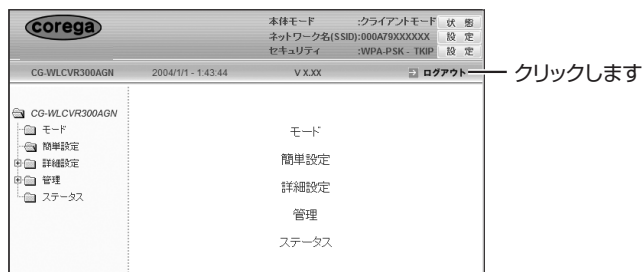 corega
本体モード :クライアントモード 状 態
ネットワーク名(SSID):000A79XXXXXX 設 定
セキュリティ :WPA-PSK - TKIP 設 定
CG-WLCVR300AGN 2004/1/1 - 1:43:44 V X.XX ログアウト
クリックします
CG-WLCVR300AGN
モード
簡単設定
詳細設定
管理
ステータス
モード
簡単設定
詳細設定
管理
ステータス